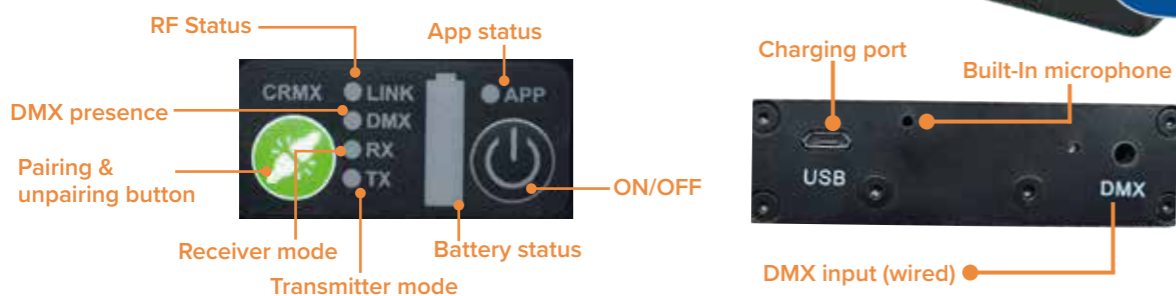 RF Status
App status
Charging port
Built-In microphone
CRMX
LINK
APP
DMX presence
DMX
RX
Pairing &
unpairing button
TX
USB
ON/OFF
DMX
Receiver mode
Battery status
DMX input (wired)
Transmitter mode